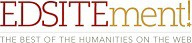 EDSITEment!
THE BEST OF THE HUMANITIES ON THE WEB